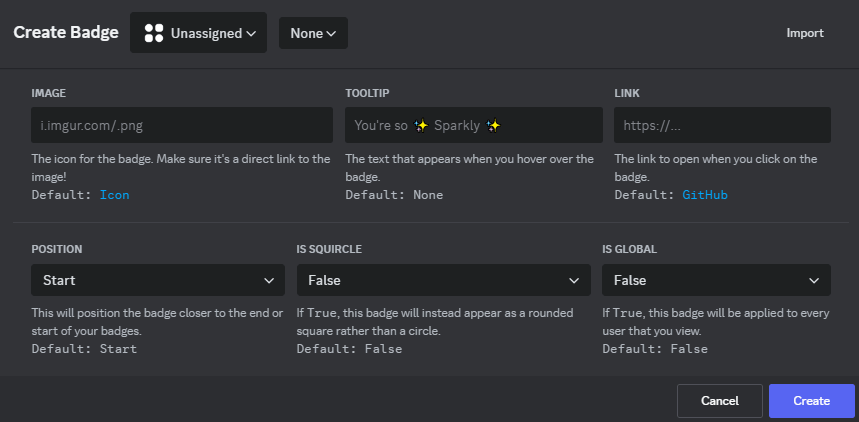 Create Badge Unassigned None Import
IMAGE TOOLTIP LINK
i.imgur.com/.png You're so ✨ Sparkly ✨ https://...
The icon for the badge. Make sure it's a direct link to the
image!
Default: Icon
The text that appears when you hover over the
badge.
Default: None
The link to open when you click on the
badge.
Default: GitHub
POSITION IS SQUIRCLE IS GLOBAL
Start False False
This will position the badge closer to the end or
start of your badges.
Default: Start
If True, this badge will instead appear as a rounded
square rather than a circle.
Default: False
If True, this badge will be applied to every
user that you view.
Default: False
Cancel Create